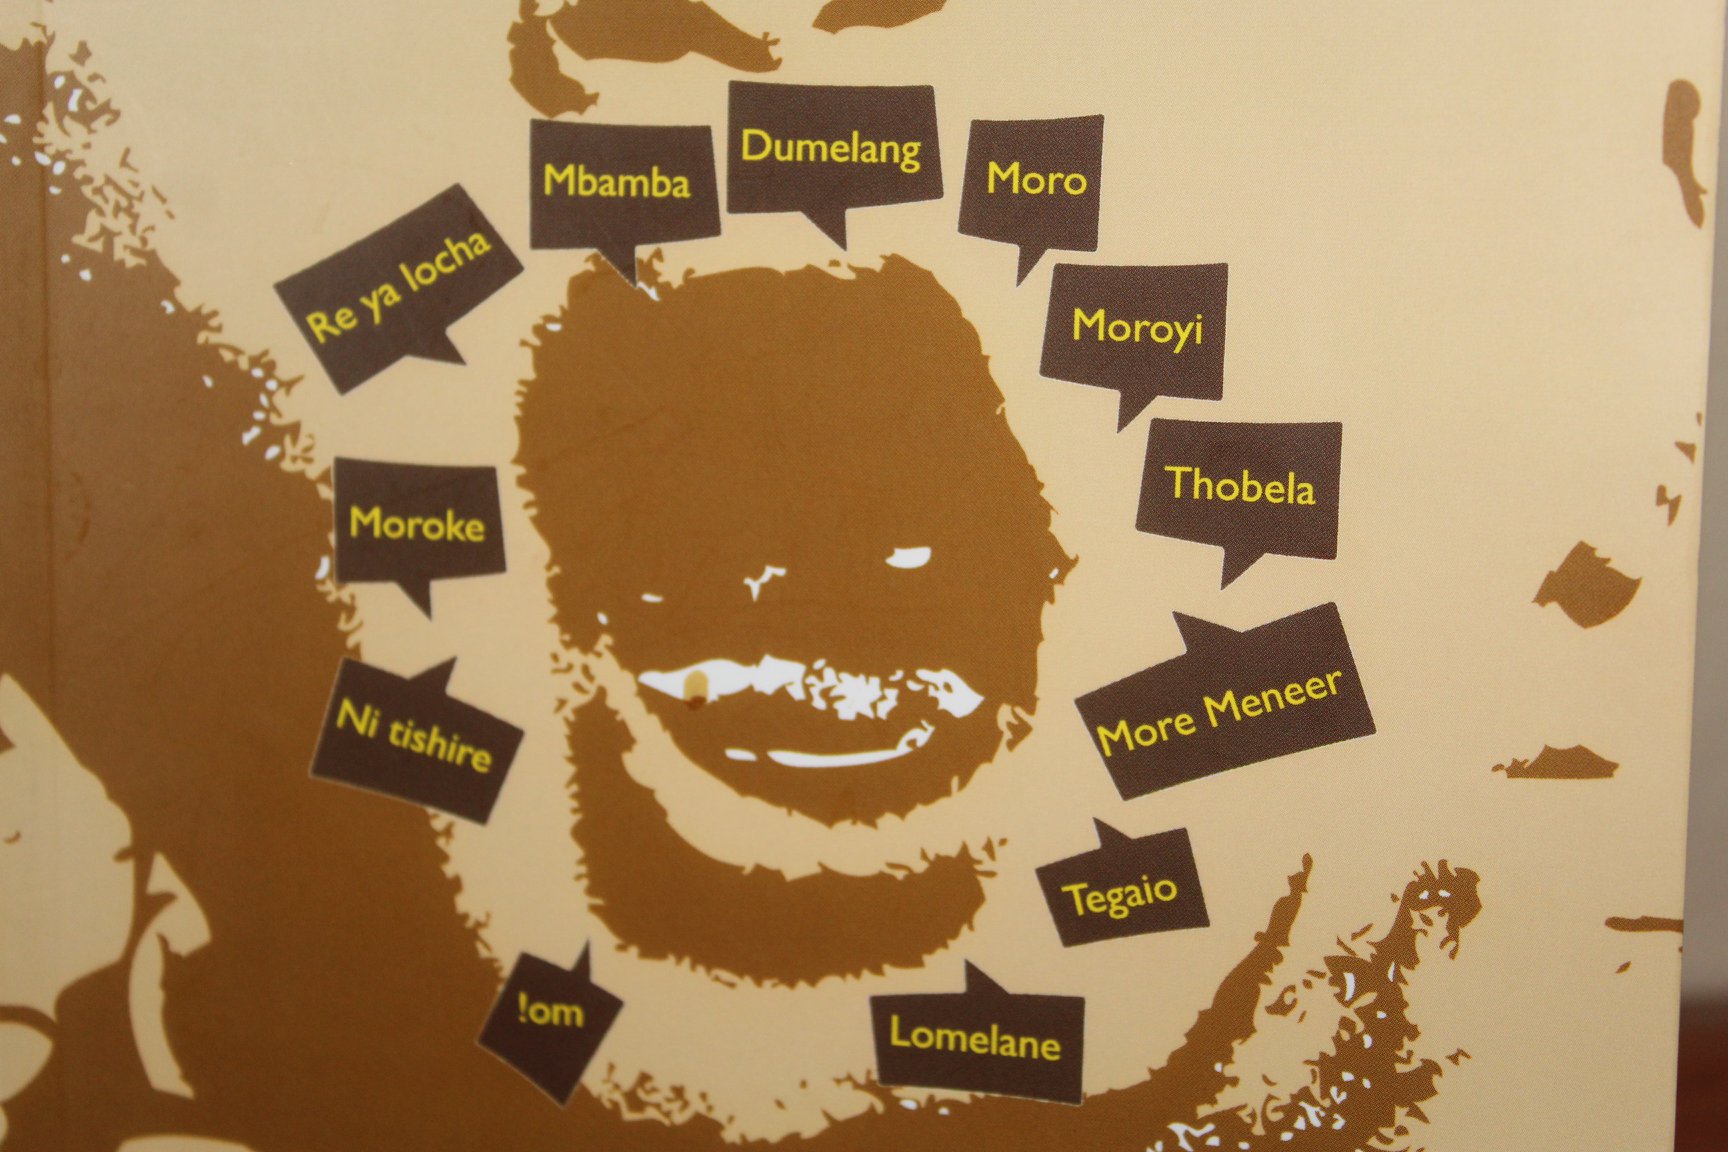 Mbamba
Dumelang
Moro
Re ya locha
Moroyi
Thobela
Moroke
More Meneer
Ni tishire
Tegaio
!om
Lomelane